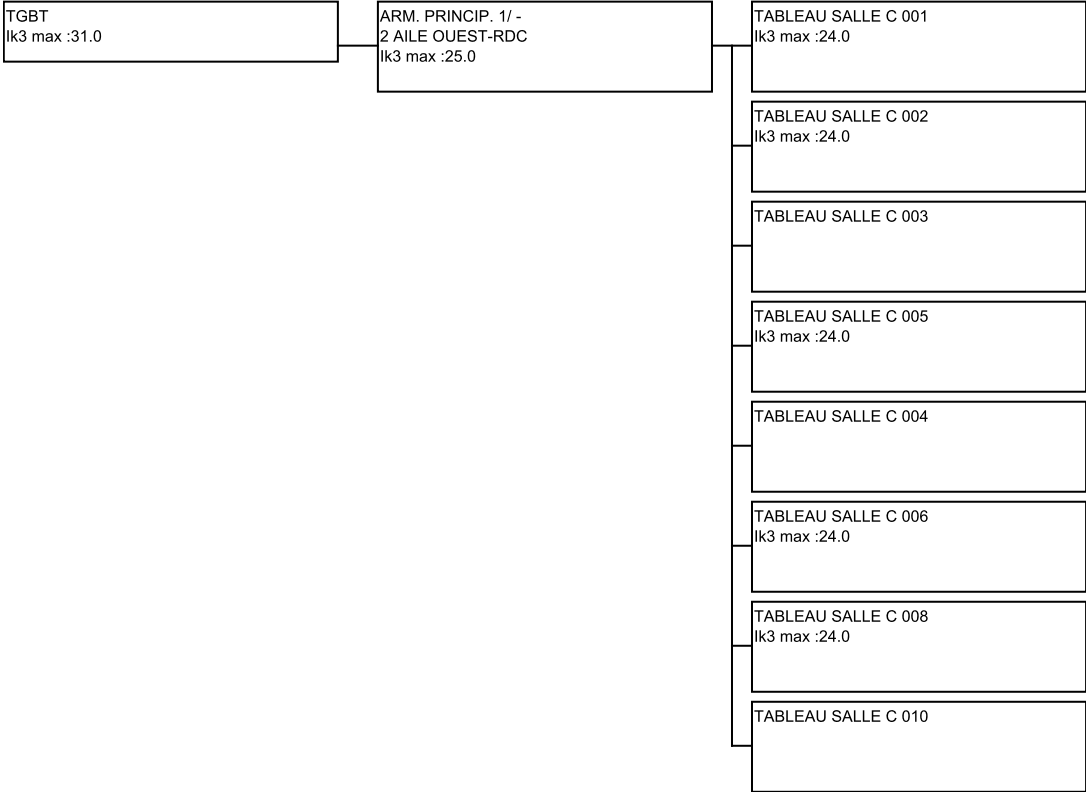 TGBT
Ik3 max :31.0
ARM. PRINCIP. 1/ -
2 AILE OUEST-RDC
Ik3 max :25.0
TABLEAU SALLE C 001
Ik3 max :24.0
TABLEAU SALLE C 002
Ik3 max :24.0
TABLEAU SALLE C 003
TABLEAU SALLE C 005
Ik3 max :24.0
TABLEAU SALLE C 004
TABLEAU SALLE C 006
Ik3 max :24.0
TABLEAU SALLE C 008
Ik3 max :24.0
TABLEAU SALLE C 010